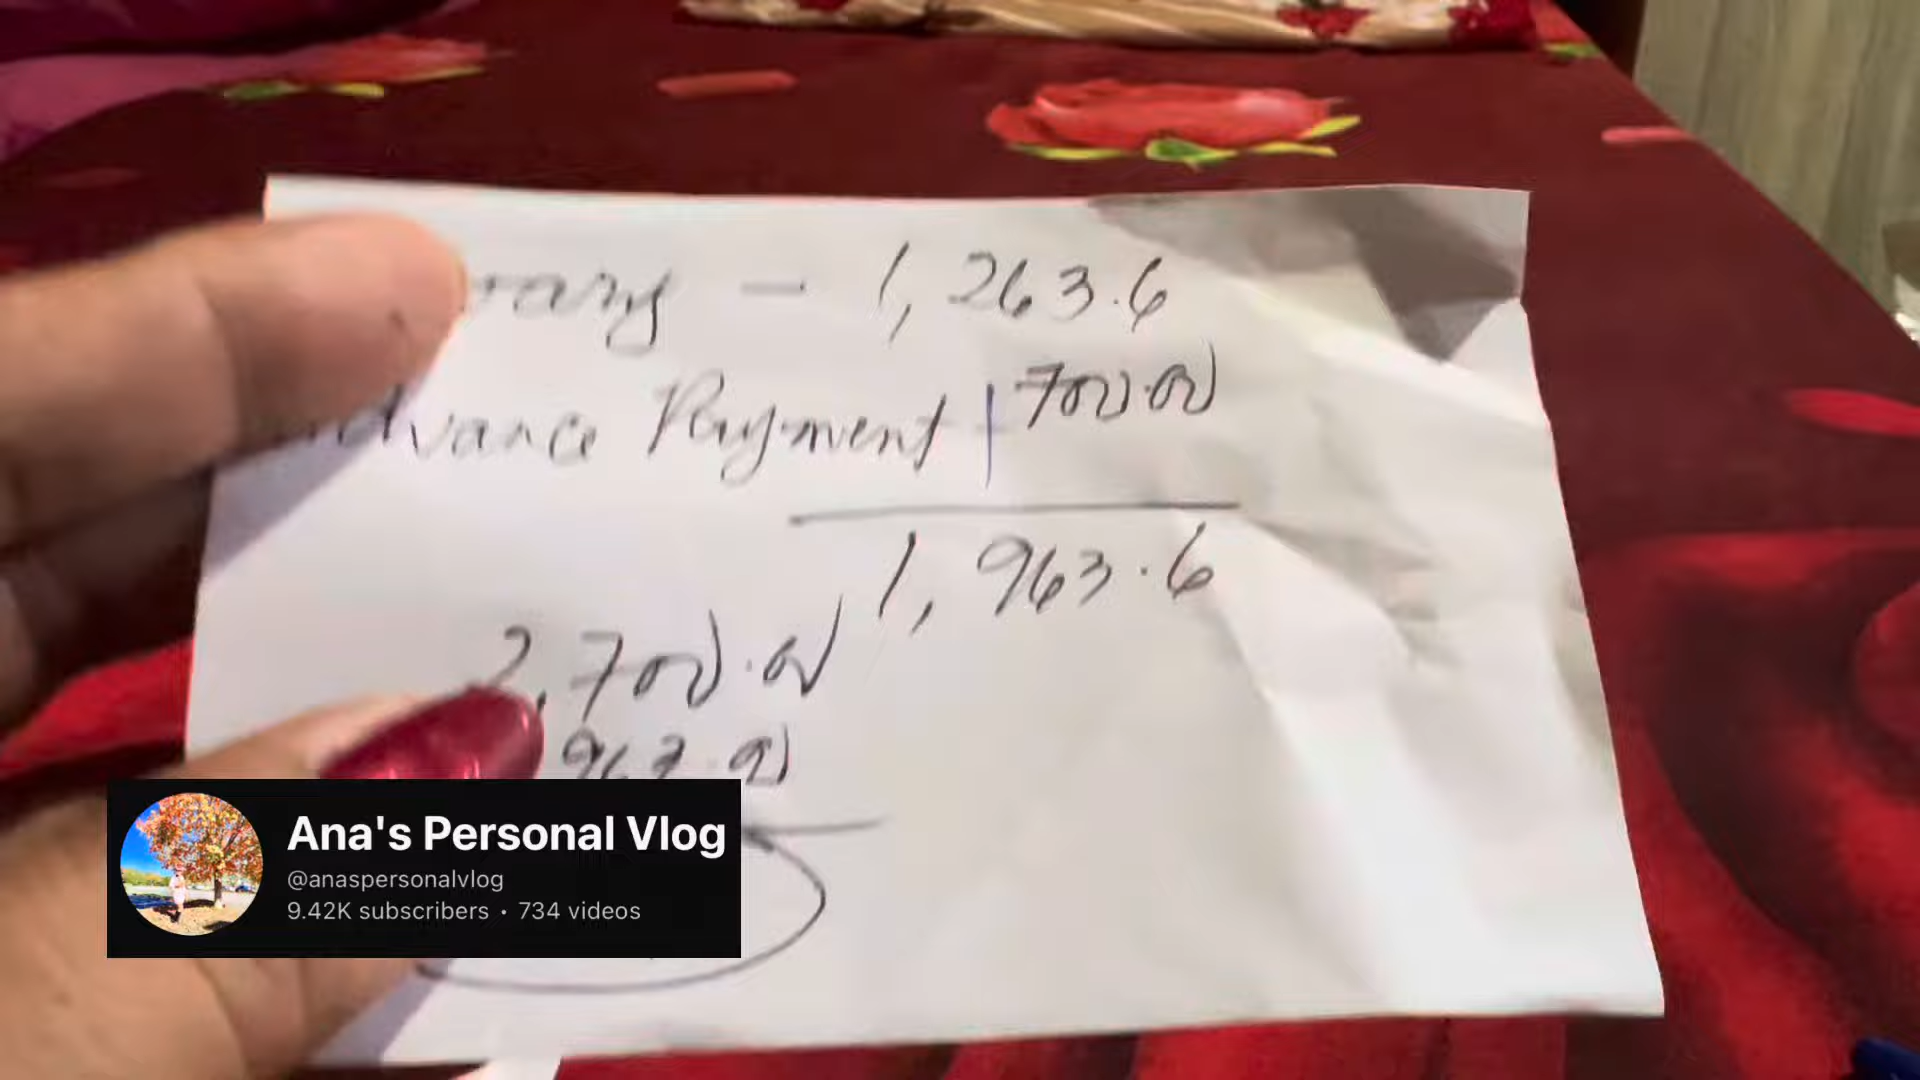 – 1,263.6
Advance Payment 700.00
1,963.6
2,700.00
Ana's Personal Vlog
@anaspersonalvlog
9.42K subscribers • 734 videos